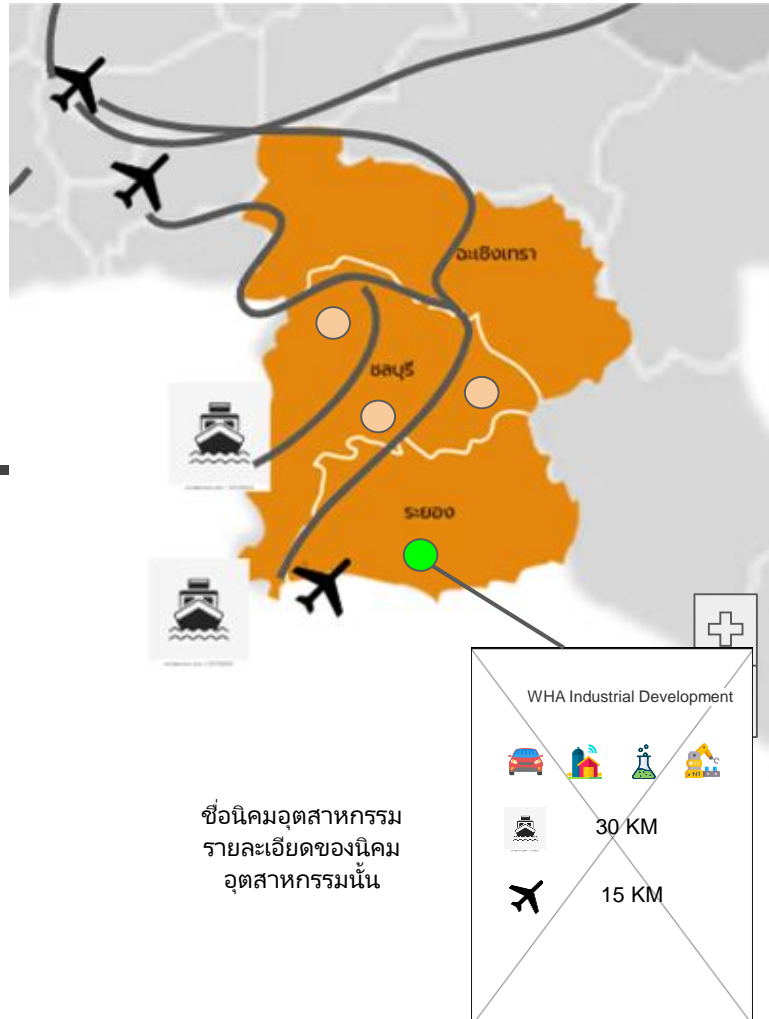 ฉะเชิงเทรา
ชลบุรี
ระยอง
WHA Industrial Development
30 KM
15 KM
ชื่อนิคมอุตสาหกรรม
รายละเอียดของนิคม
อุตสาหกรรมนั้น